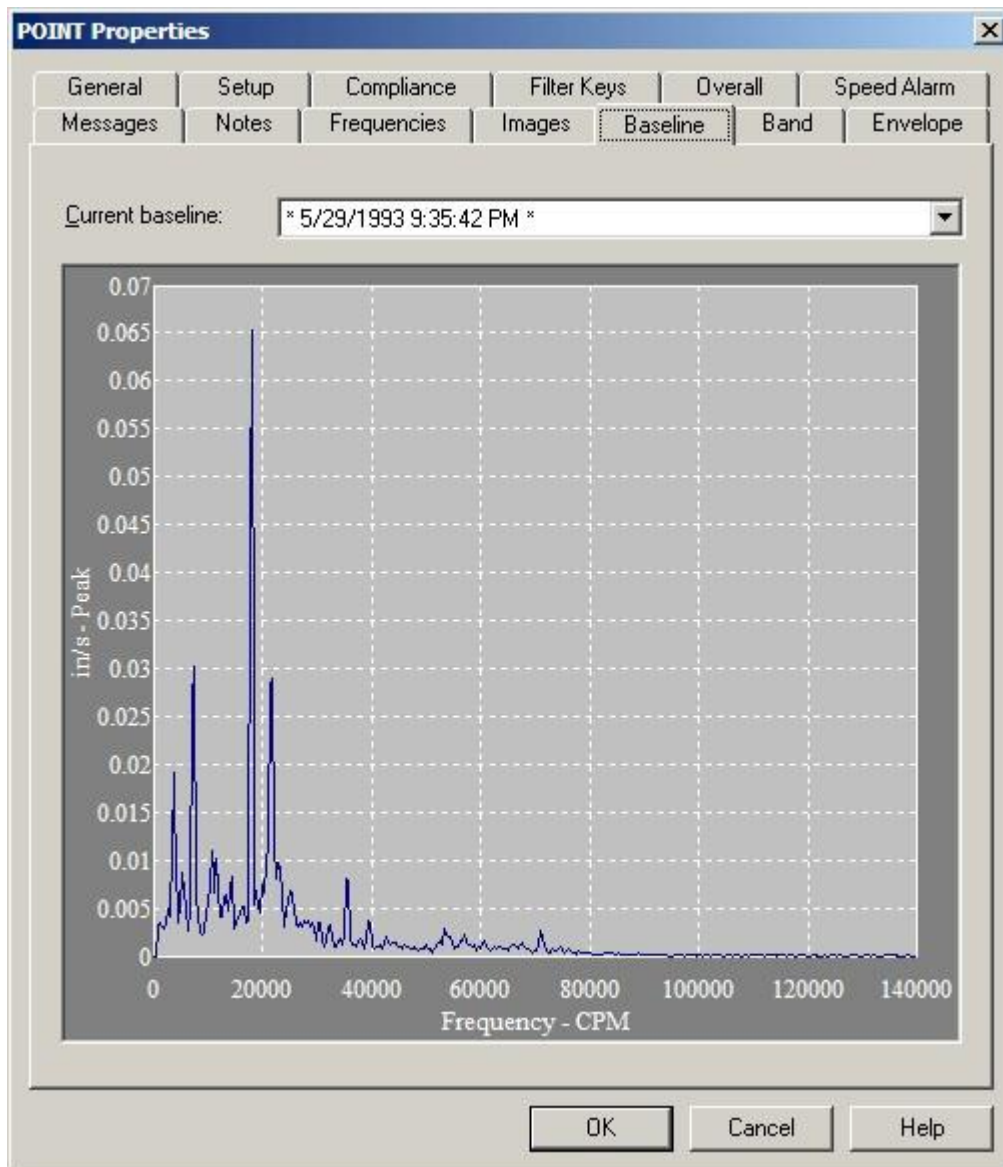 POINT Properties
General Setup Compliance Filter Keys Overall Speed Alarm
Messages Notes Frequencies Images Baseline Band Envelope
Current baseline: * 5/29/1993 9:35:42 PM *
0.07
0.065
0.06
0.055
0.05
0.045
0.04
0.035
0.03
0.025
0.02
0.015
0.01
0.005
0
in/s - Peak
0 20000 40000 60000 80000 100000 120000 140000
Frequency - CPM
OK Cancel Help